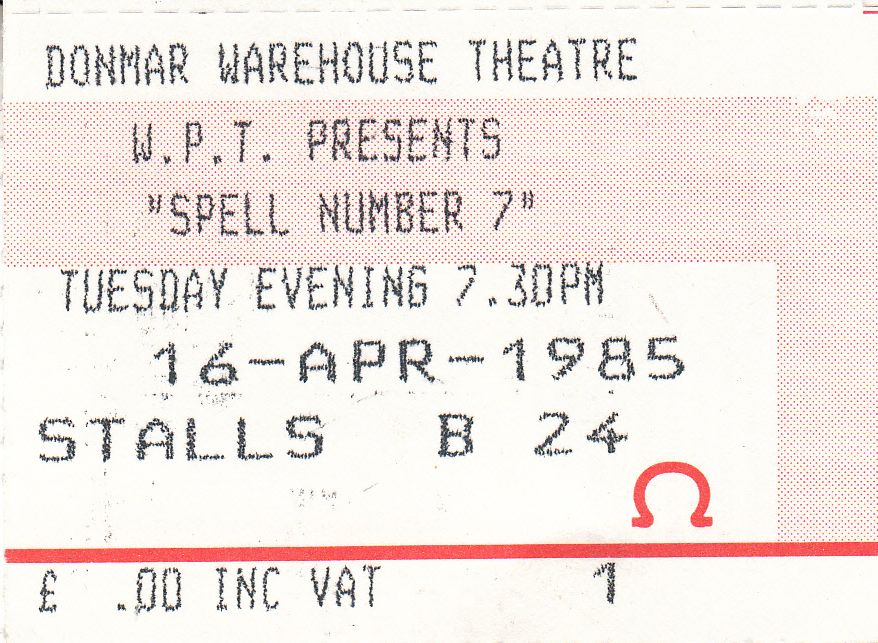 DONMAR WAREHOUSE THEATRE
W.P.T. PRESENTS
"SPELL NUMBER 7"
TUESDAY EVENING 7.30PM
16-APR-1985
STALLS B 24
Ω
£ .00 INC VAT 1